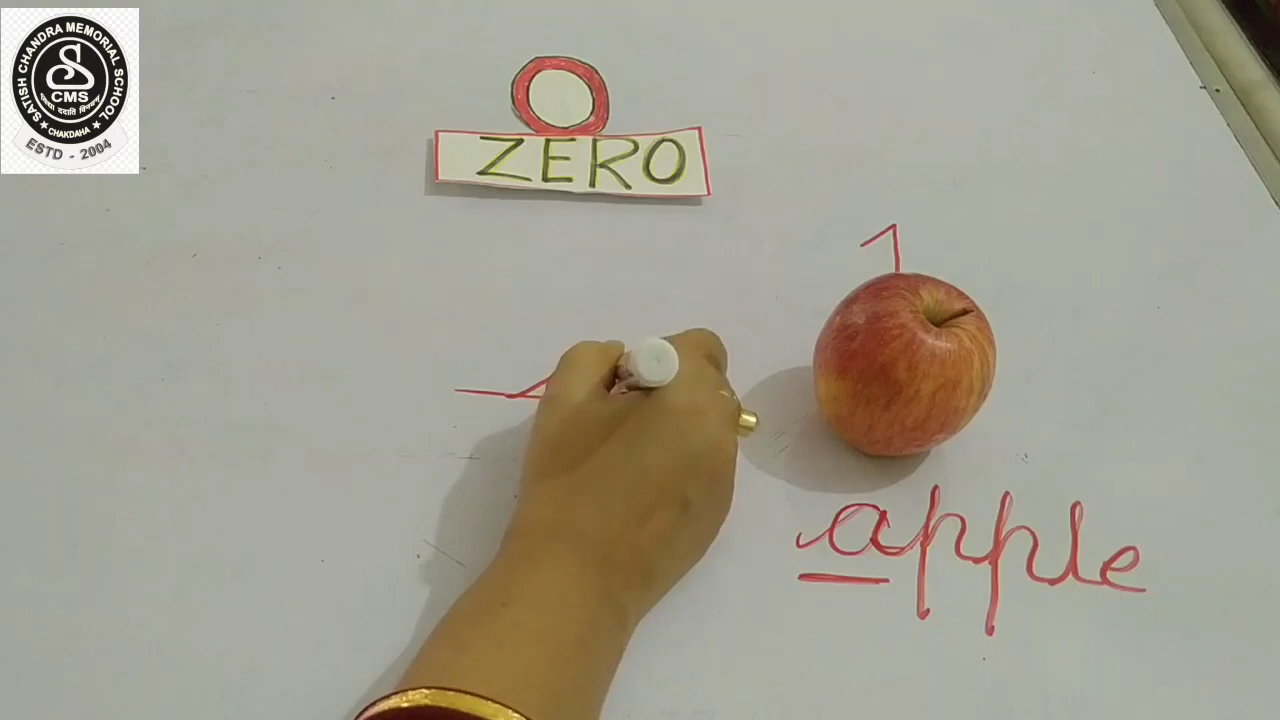 SATISH CHANDRA MEMORIAL SCHOOL
S
CMS
★ CHAKDAHA ★
ESTD - 2004
0
ZERO
1
apple